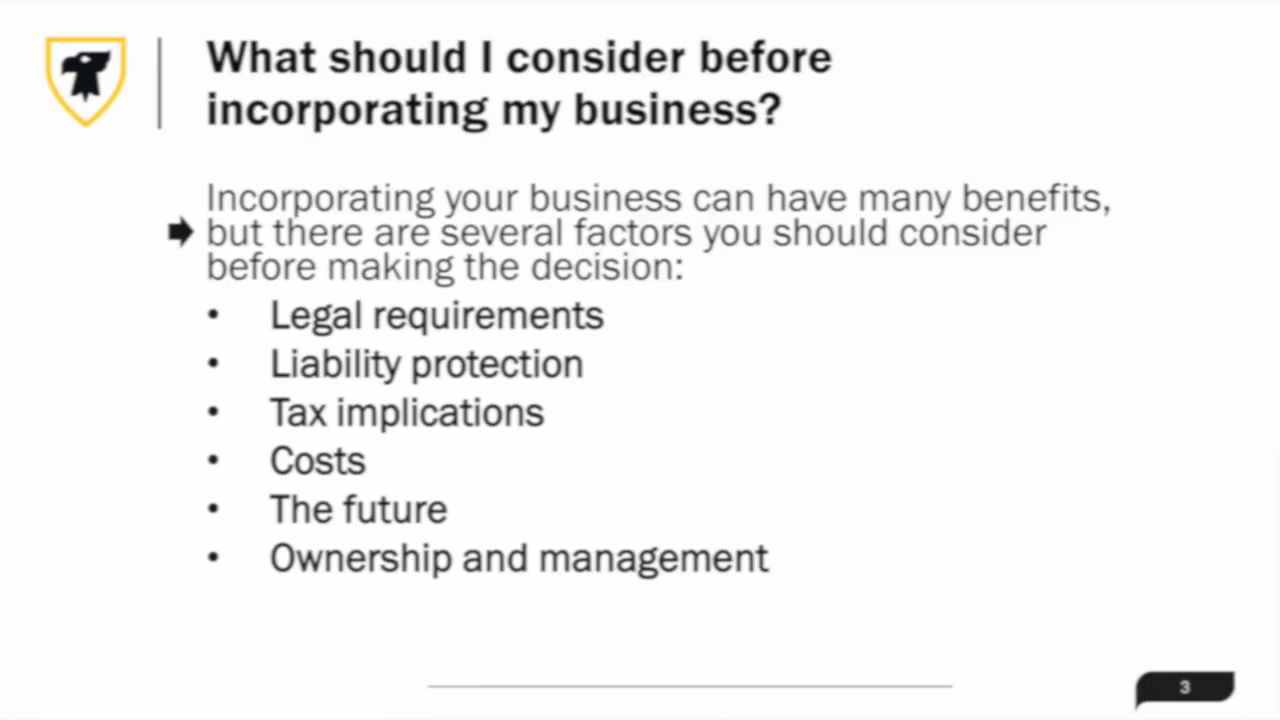 What should I consider before
incorporating my business?
Incorporating your business can have many benefits,
but there are several factors you should consider
before making the decision:
• Legal requirements
• Liability protection
• Tax implications
• Costs
• The future
• Ownership and management
3